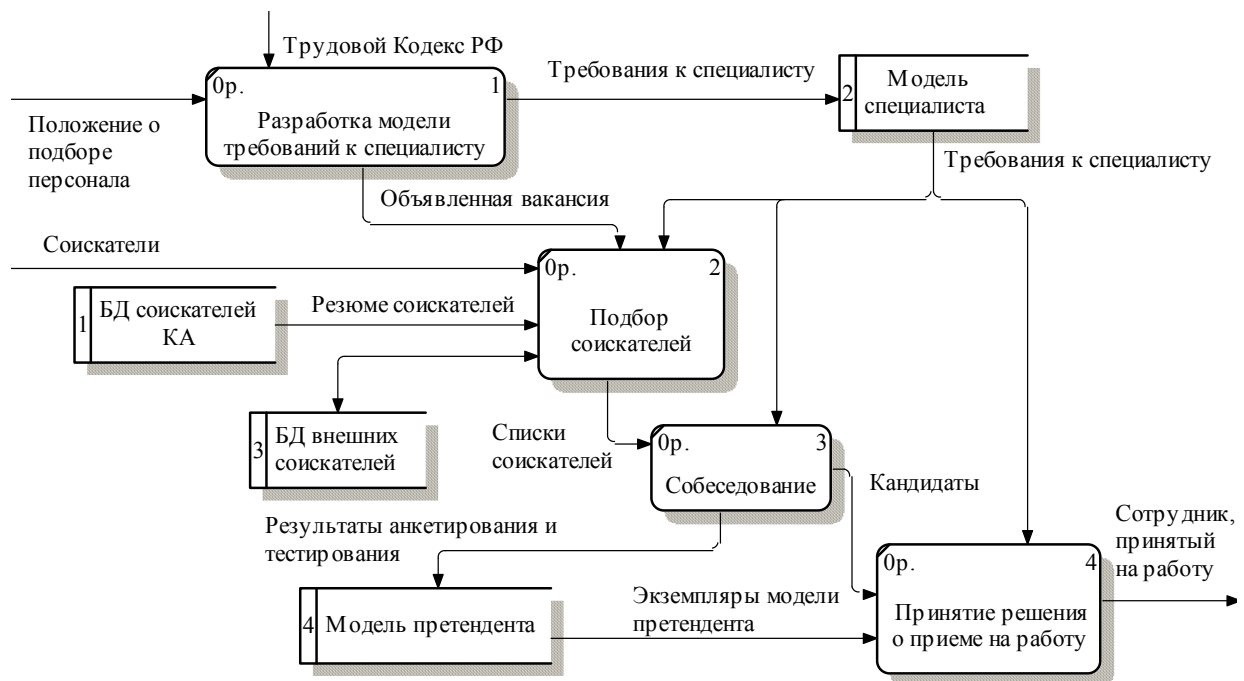 Трудовой Кодекс РФ
0р.
1
Разработка модели
требований к специалисту
Положение о
подборе
персонала
Требования к специалисту
2
Модель
специалиста
Требования к специалисту
Объявленная вакансия
Соискатели
0р.
2
Подбор
соискателей
1
БД соискателей
КА
Резюме соискателей
3
БД внешних
соискателей
Списки
соискателей
0р.
3
Собеседование
Кандидаты
Результаты анкетирования и
тестирования
4
Модель претендента
Экземпляры модели
претендента
0р.
4
Принятие решения
о приеме на работу
Сотрудник,
принятый
на работу